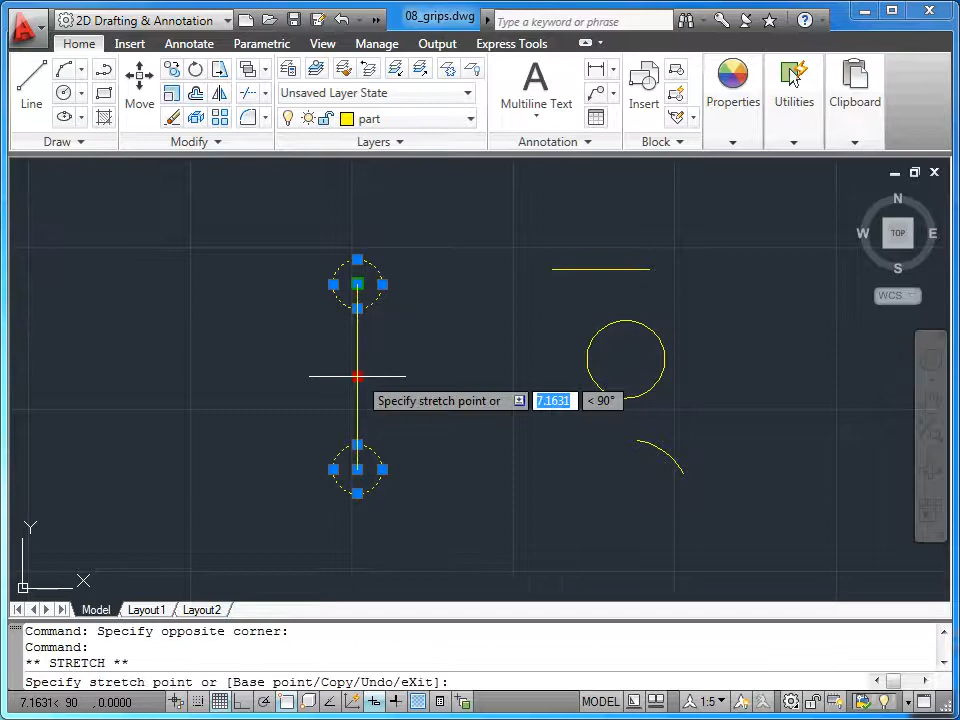 2D Drafting & Annotation
08_grips.dwg
Type a keyword or phrase
Home Insert Annotate Parametric View Manage Output Express Tools
Line
Move
Unsaved Layer State
part
Multiline Text
Insert
Properties
Utilities
Clipboard
Draw
Modify
Layers
Annotation
Block
N
W
TOP
E
S
WCS
Specify stretch point or 7.1631 < 90°
Y
X
Model Layout1 Layout2
Command: Specify opposite corner:
Command:
** STRETCH **
Specify stretch point or [Base point/Copy/Undo/eXit]:
7.1631< 90 , 0.0000
MODEL
1:5